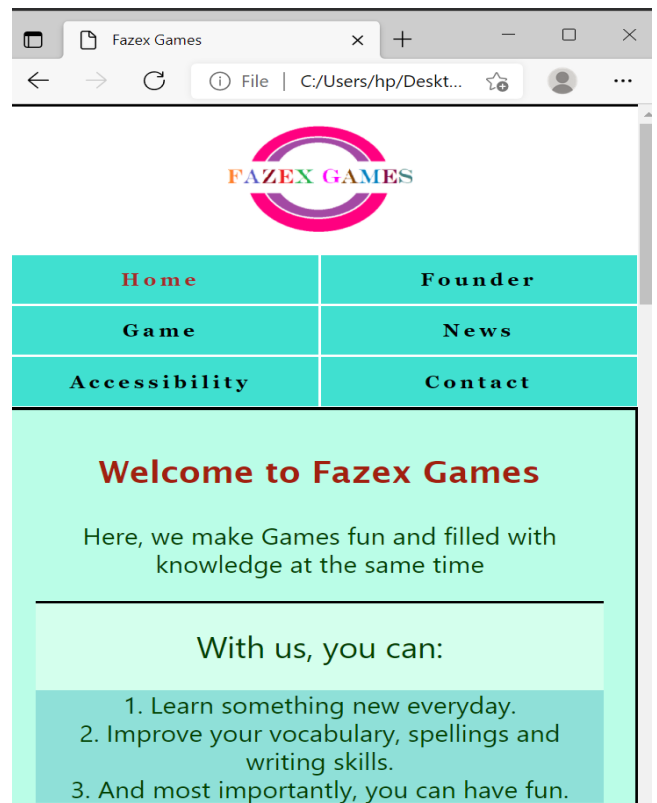 Fazex Games
File | C:/Users/hp/Deskt...
FAZEX GAMES
Home
Founder
Game
News
Accessibility
Contact
Welcome to Fazex Games
Here, we make Games fun and filled with
knowledge at the same time
With us, you can:
1. Learn something new everyday.
2. Improve your vocabulary, spellings and
writing skills.
3. And most importantly, you can have fun.